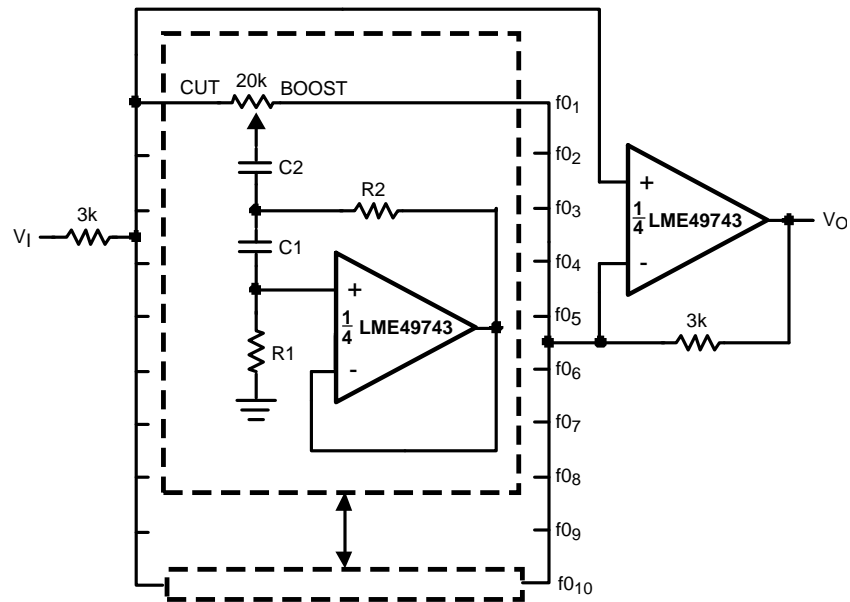 CUT 20k BOOST
f0₁
C2
f0₂
R2
f0₃
+
¼ LME49743
-
V_O
3k
V_I
C1
f0₄
+
¼ LME49743
-
f0₅
3k
R1
f0₆
f0₇
f0₈
f0₉
f0₁₀